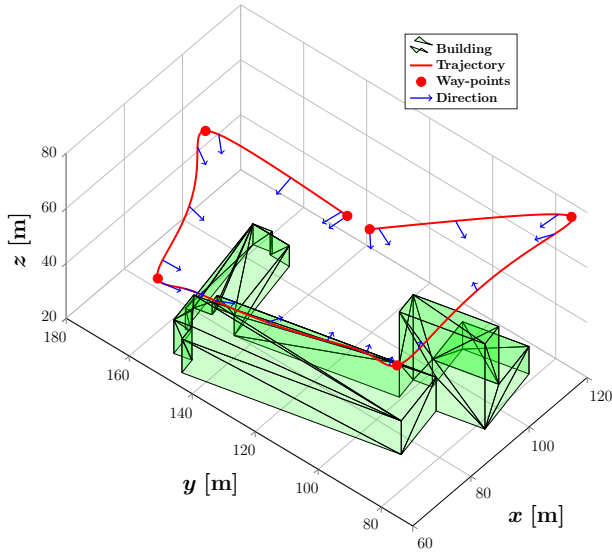 Building
Trajectory
Way-points
Direction
80
60
40
20
z [m]
180
160
140
120
100
80
y [m]
60
80
100
120
x [m]